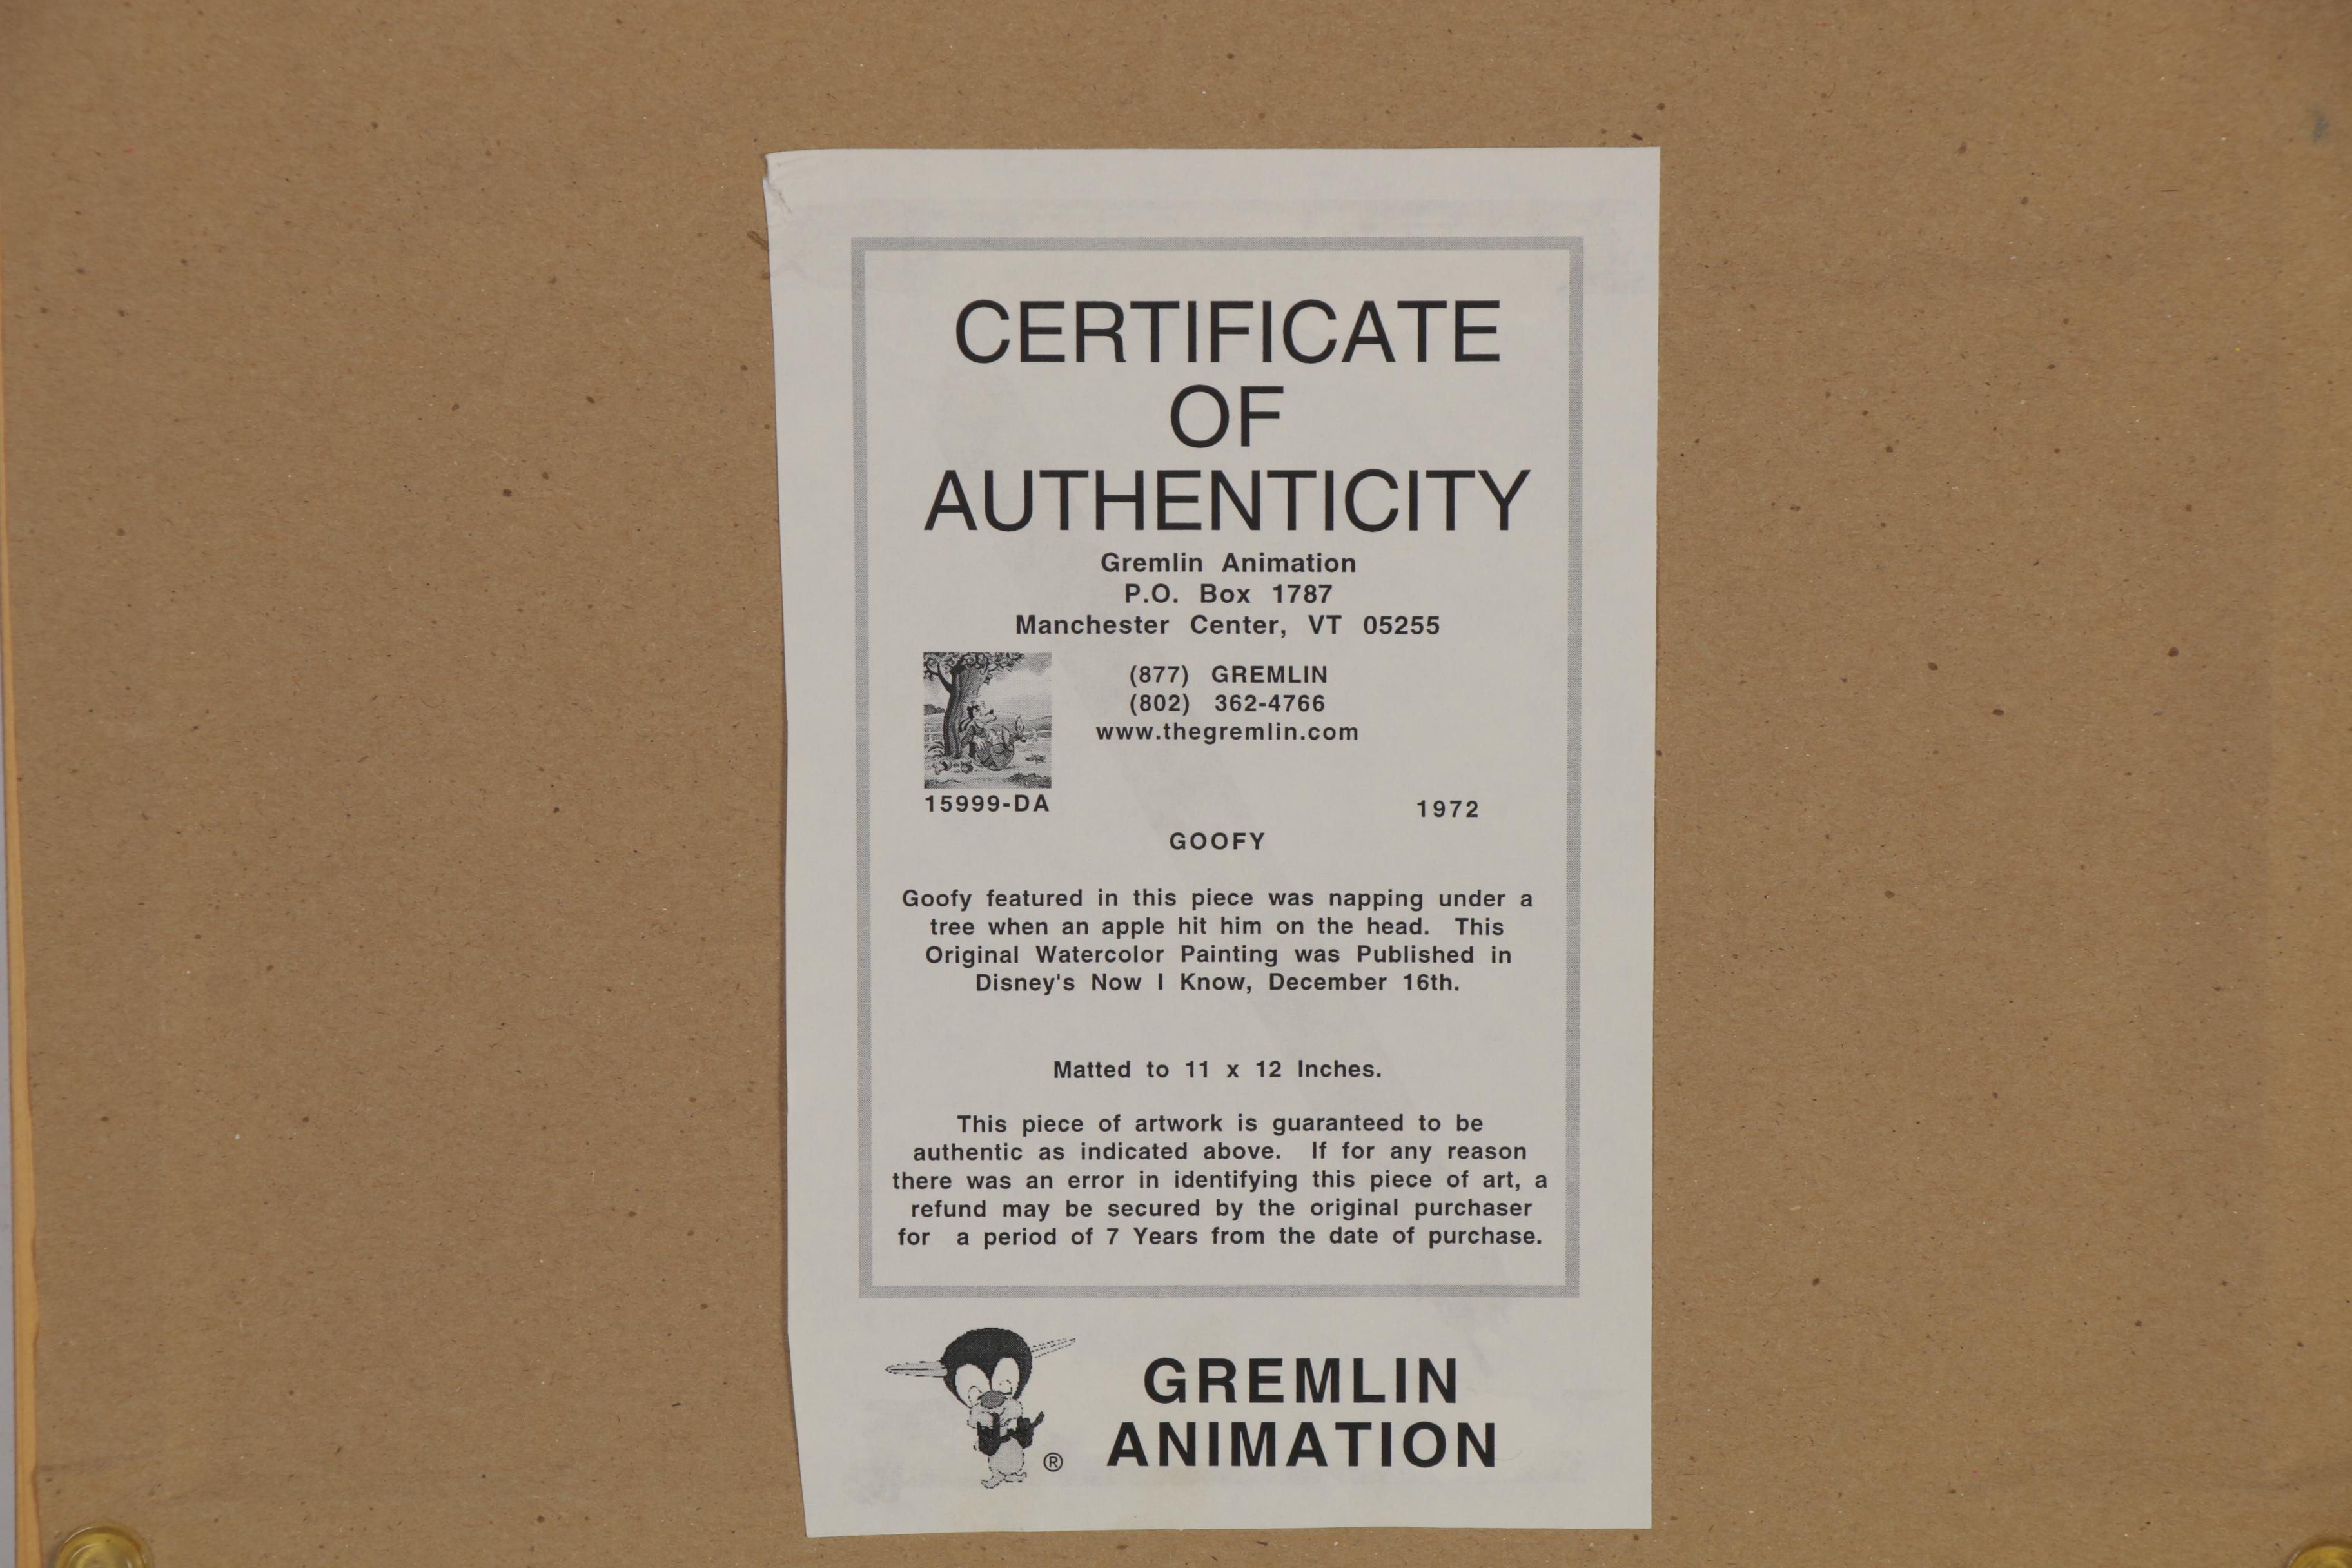 CERTIFICATE
OF
AUTHENTICITY
Gremlin Animation
P.O. Box 1787
Manchester Center, VT 05255
(877) GREMLIN
(802) 362-4766
www.thegremlin.com
15999-DA
1972
GOOFY
Goofy featured in this piece was napping under a
tree when an apple hit him on the head. This
Original Watercolor Painting was Published in
Disney's Now I Know, December 16th.
Matted to 11 x 12 Inches.
This piece of artwork is guaranteed to be
authentic as indicated above. If for any reason
there was an error in identifying this piece of art, a
refund may be secured by the original purchaser
for a period of 7 Years from the date of purchase.
®
GREMLIN
ANIMATION